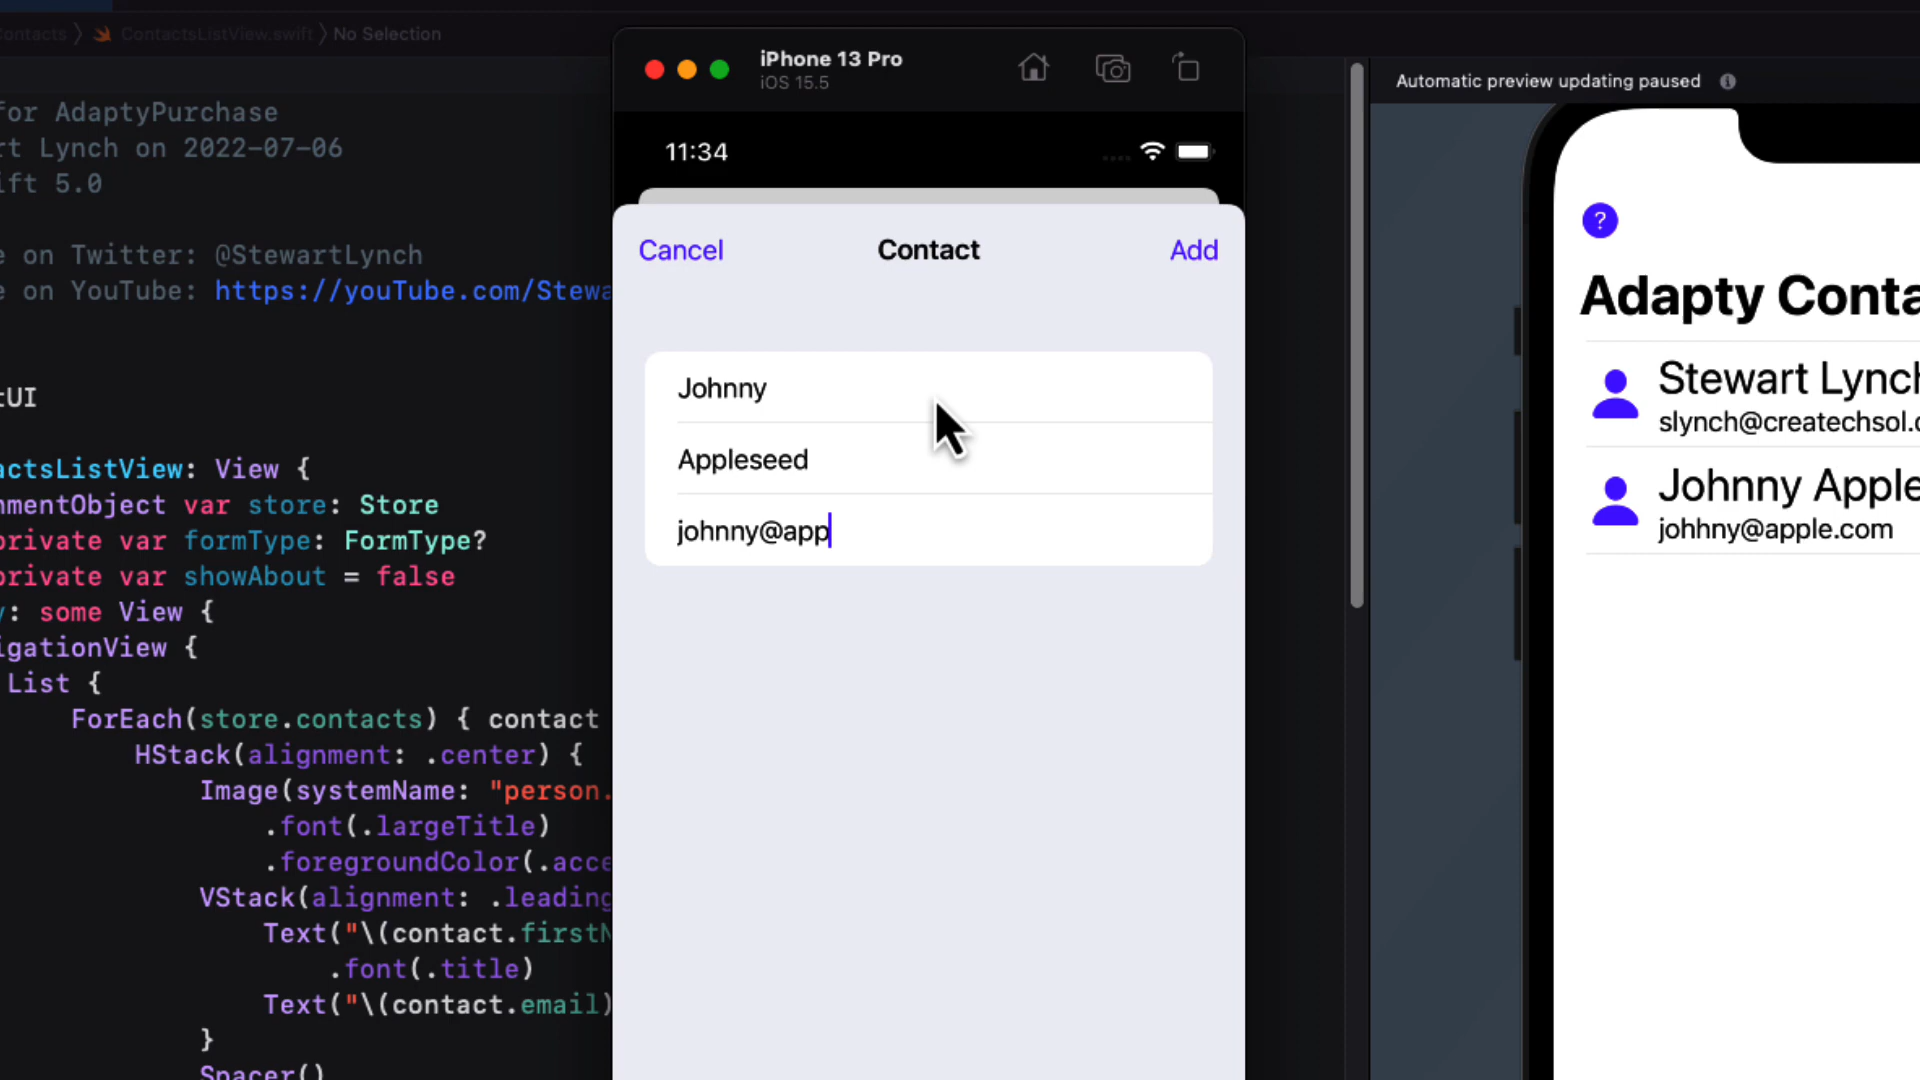 ontacts 〉 ContactsListView.swift 〉 No Selection
for AdaptyPurchase
rt Lynch on 2022-07-06
ift 5.0
e on Twitter: @StewartLynch
e on YouTube: https://youTube.com/Stewa
tUI
actsListView: View {
nmentObject var store: Store
private var formType: FormType?
private var showAbout = false
y: some View {
igationView {
List {
ForEach(store.contacts) { contact
HStack(alignment: .center) {
Image(systemName: "person.
.font(.largeTitle)
.foregroundColor(.acce
VStack(alignment: .leading
Text("\(contact.firstN
.font(.title)
Text("\(contact.email)
}
Spacer()
iPhone 13 Pro
iOS 15.5
11:34
Cancel Contact Add
Johnny
Appleseed
johnny@app
Automatic preview updating paused
?
Adapty Conta
Stewart Lynch
slynch@createchsol.c
Johnny Apple
johhny@apple.com